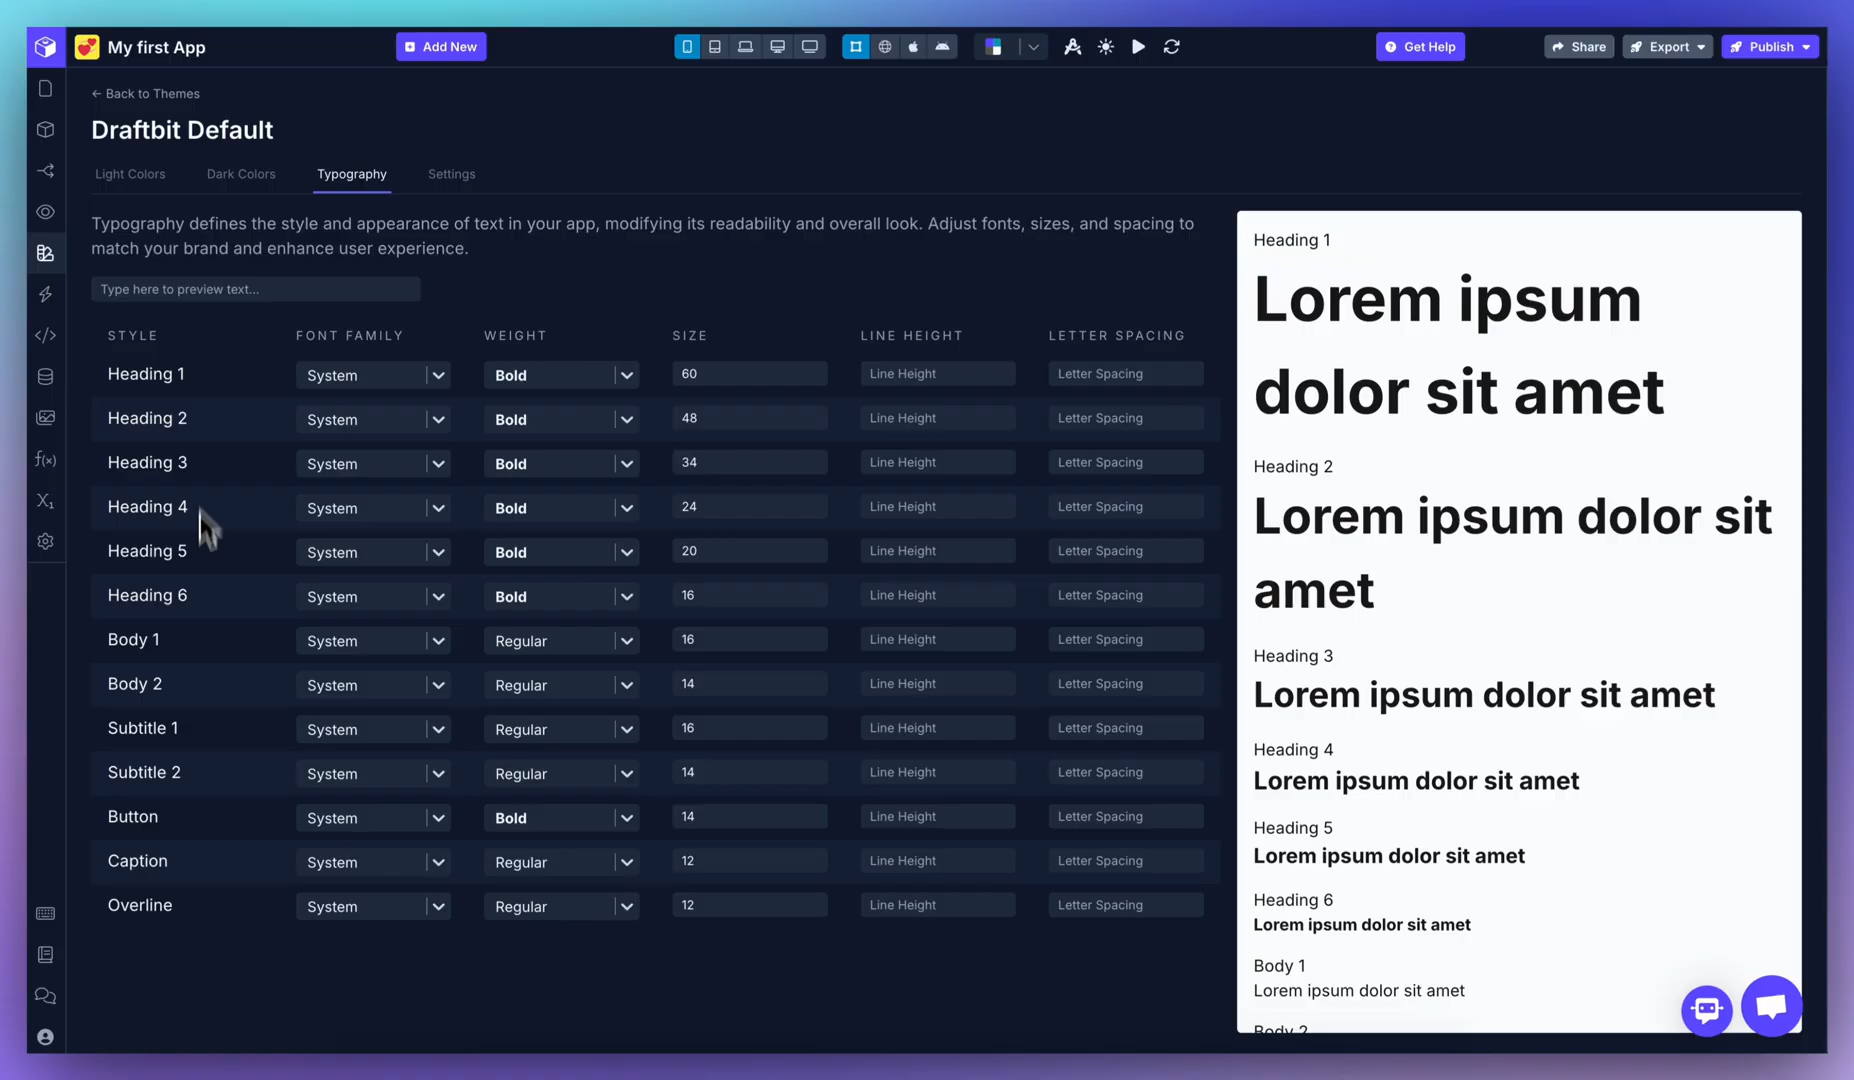 My first App
Add New
Get Help
Share
Export
Publish
← Back to Themes
Draftbit Default
Light Colors
Dark Colors
Typography
Settings
Typography defines the style and appearance of text in your app, modifying its readability and overall look. Adjust fonts, sizes, and spacing to
match your brand and enhance user experience.
Type here to preview text...
STYLE FONT FAMILY WEIGHT SIZE LINE HEIGHT LETTER SPACING
Heading 1 System Bold 60 Line Height Letter Spacing
Heading 2 System Bold 48 Line Height Letter Spacing
Heading 3 System Bold 34 Line Height Letter Spacing
Heading 4 System Bold 24 Line Height Letter Spacing
Heading 5 System Bold 20 Line Height Letter Spacing
Heading 6 System Bold 16 Line Height Letter Spacing
Body 1 System Regular 16 Line Height Letter Spacing
Body 2 System Regular 14 Line Height Letter Spacing
Subtitle 1 System Regular 16 Line Height Letter Spacing
Subtitle 2 System Regular 14 Line Height Letter Spacing
Button System Bold 14 Line Height Letter Spacing
Caption System Regular 12 Line Height Letter Spacing
Overline System Regular 12 Line Height Letter Spacing
Heading 1
Lorem ipsum
dolor sit amet
Heading 2
Lorem ipsum dolor sit
amet
Heading 3
Lorem ipsum dolor sit amet
Heading 4
Lorem ipsum dolor sit amet
Heading 5
Lorem ipsum dolor sit amet
Heading 6
Lorem ipsum dolor sit amet
Body 1
Lorem ipsum dolor sit amet
Body 2